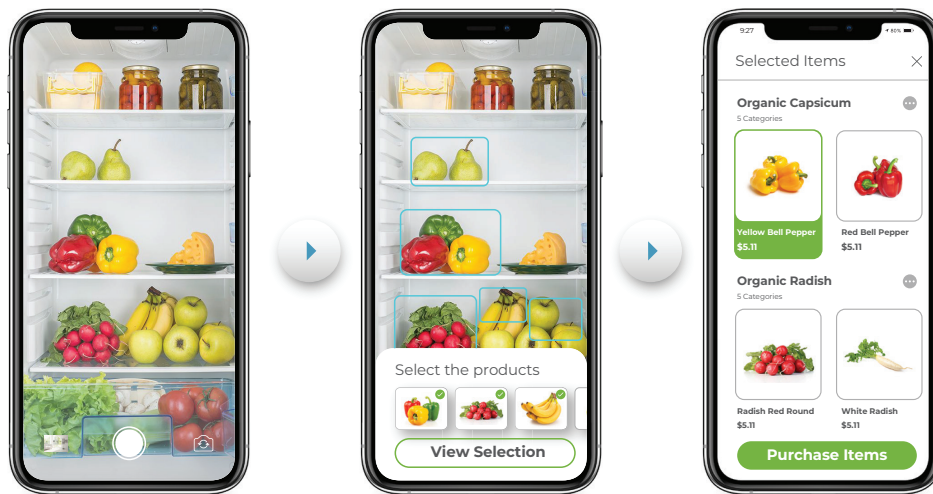 Select the products
View Selection
9:27
80%
Selected Items
Organic Capsicum
5 Categories
Yellow Bell Pepper
$5.11
Red Bell Pepper
$5.11
Organic Radish
5 Categories
Radish Red Round
$5.11
White Radish
$5.11
Purchase Items